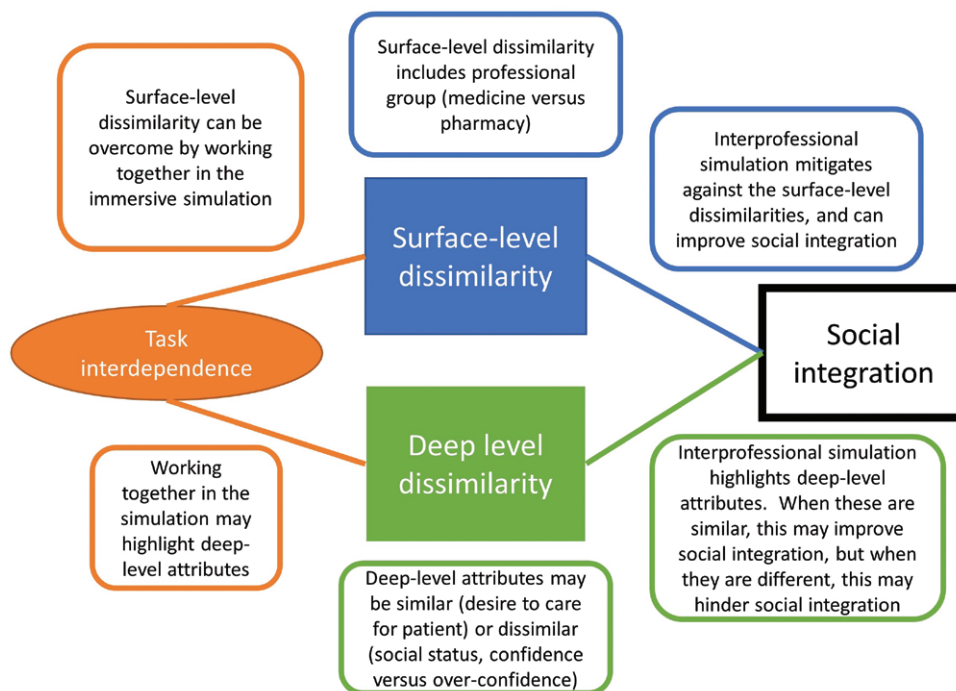 Surface-level
dissimilarity can be
overcome by working
together in the
immersive simulation
Surface-level dissimilarity
includes professional
group (medicine versus
pharmacy)
Interprofessional
simulation mitigates
against the surface-level
dissimilarities, and can
improve social integration
Surface-level
dissimilarity
Task
interdependence
Social
integration
Deep level
dissimilarity
Working
together in the
simulation may
highlight deep-
level attributes
Deep-level attributes may
be similar (desire to care
for patient) or dissimilar
(social status, confidence
versus over-confidence)
Interprofessional simulation
highlights deep-level
attributes. When these are
similar, this may improve
social integration, but when
they are different, this may
hinder social integration